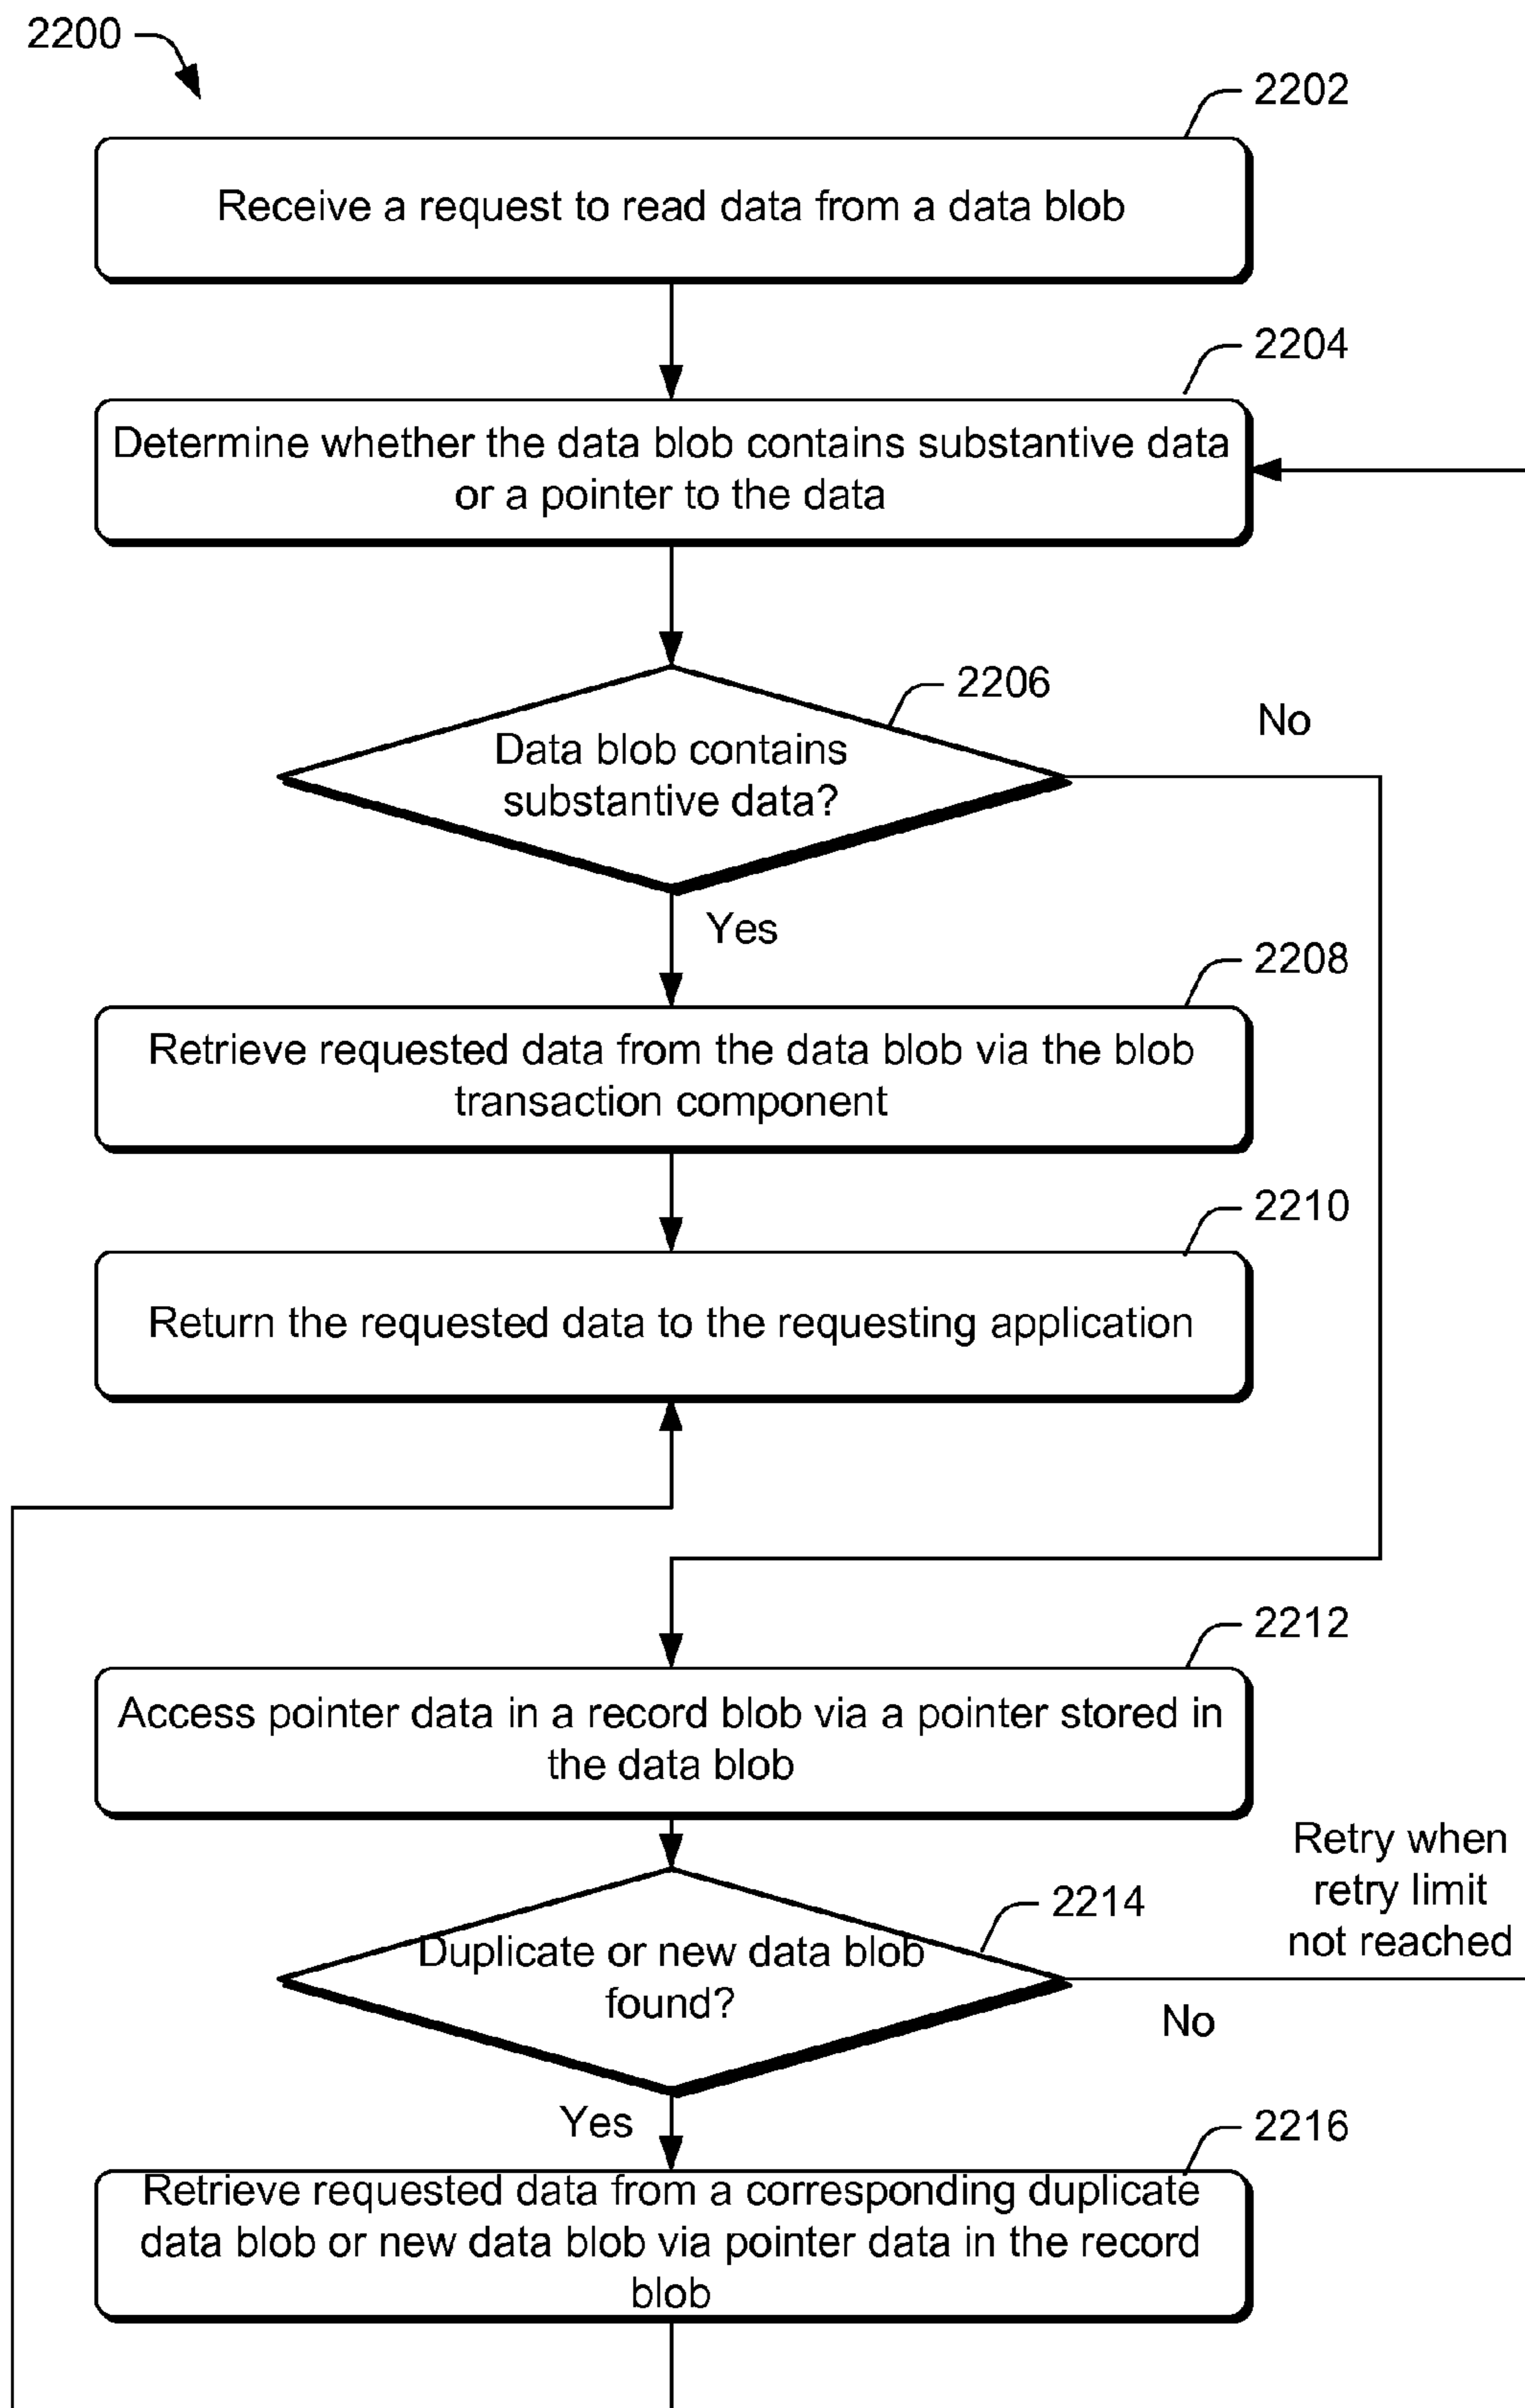 2200
2202
Receive a request to read data from a data blob
2204
Determine whether the data blob contains substantive data
or a pointer to the data
2206
No
Data blob contains
substantive data?
Yes
2208
Retrieve requested data from the data blob via the blob
transaction component
2210
Return the requested data to the requesting application
2212
Access pointer data in a record blob via a pointer stored in
the data blob
Retry when
retry limit
not reached
2214
Duplicate or new data blob
found?
No
Yes
2216
Retrieve requested data from a corresponding duplicate
data blob or new data blob via pointer data in the record
blob